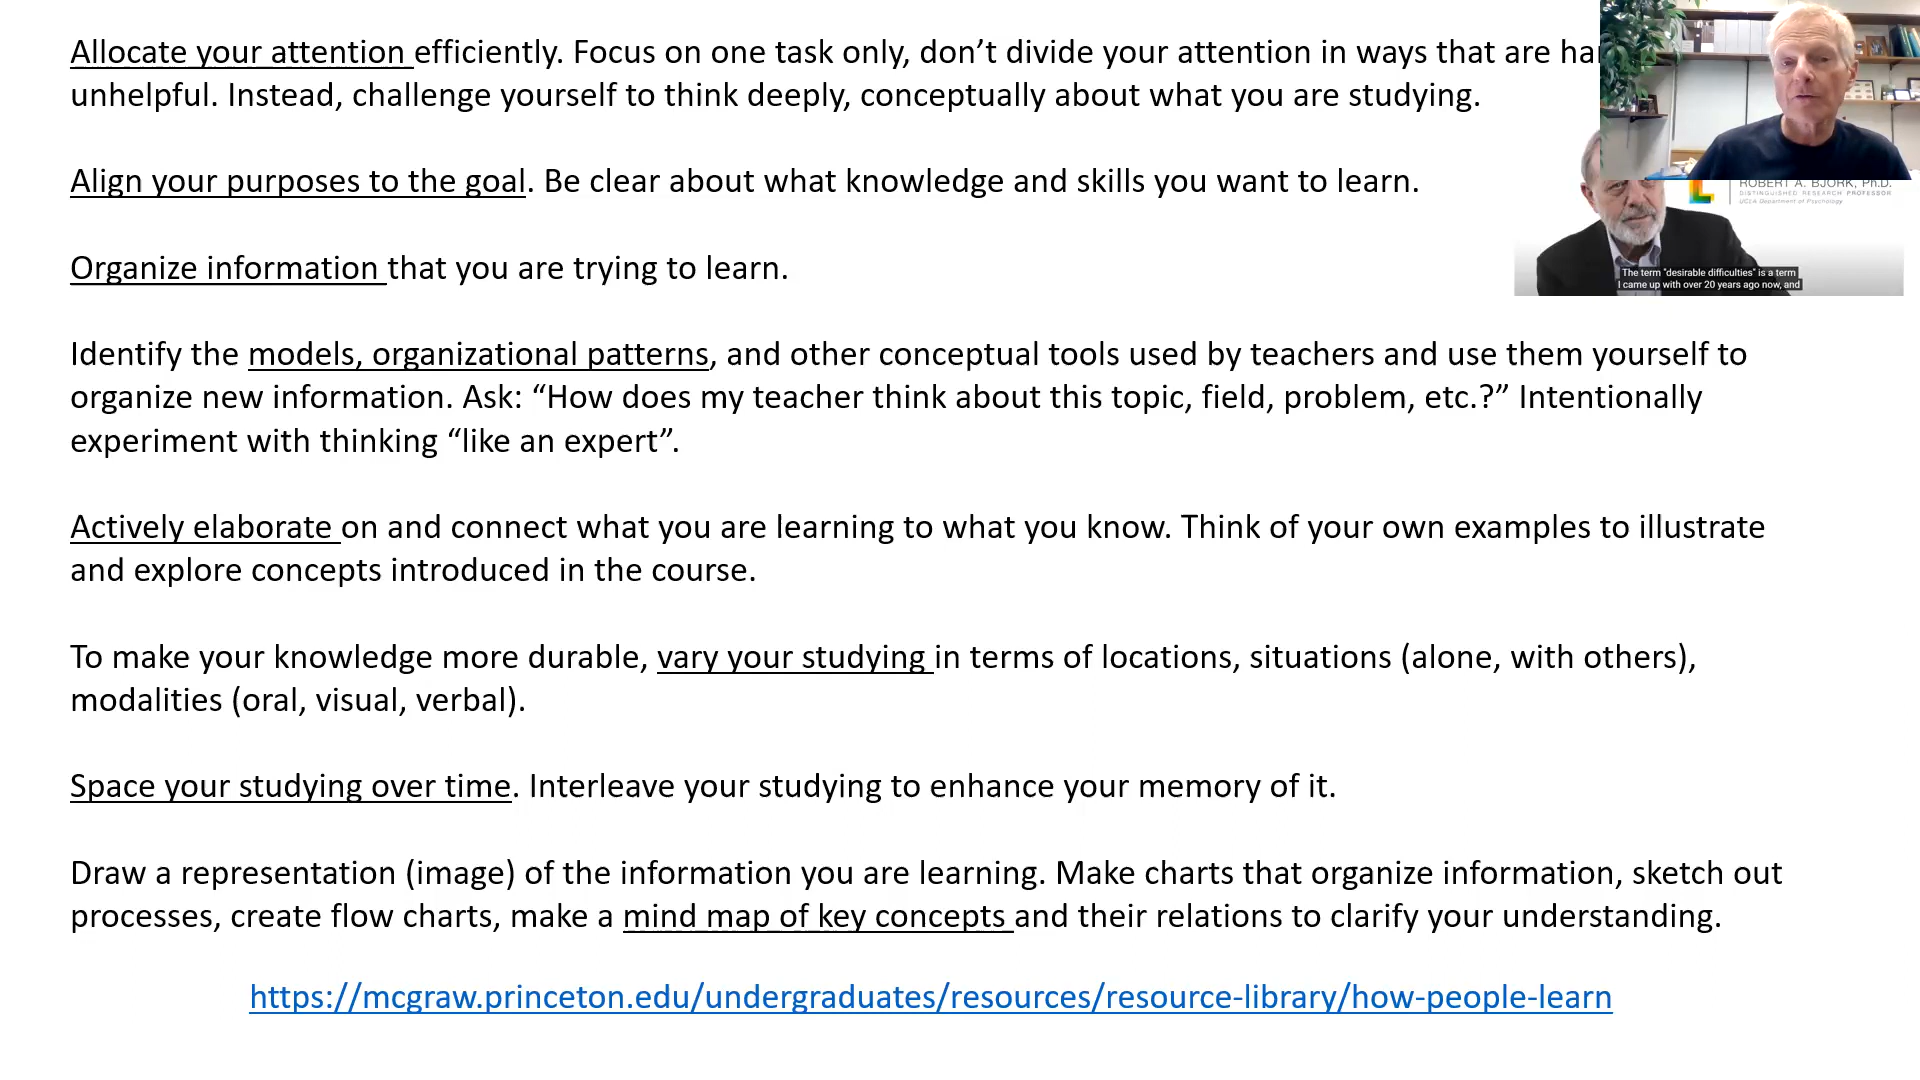 Allocate your attention efficiently. Focus on one task only, don’t divide your attention in ways that are
unhelpful. Instead, challenge yourself to think deeply, conceptually about what you are studying.
Align your purposes to the goal. Be clear about what knowledge and skills you want to learn.
ROBERT A. BJORK, Ph.D.
DISTINGUISHED RESEARCH PROFESSOR
UCLA Department of Psychology
Organize information that you are trying to learn.
The term "desirable difficulties" is a term
I came up with over 20 years ago now, and
Identify the models, organizational patterns, and other conceptual tools used by teachers and use them yourself to
organize new information. Ask: “How does my teacher think about this topic, field, problem, etc.?” Intentionally
experiment with thinking “like an expert”.
Actively elaborate on and connect what you are learning to what you know. Think of your own examples to illustrate
and explore concepts introduced in the course.
To make your knowledge more durable, vary your studying in terms of locations, situations (alone, with others),
modalities (oral, visual, verbal).
Space your studying over time. Interleave your studying to enhance your memory of it.
Draw a representation (image) of the information you are learning. Make charts that organize information, sketch out
processes, create flow charts, make a mind map of key concepts and their relations to clarify your understanding.
https://mcgraw.princeton.edu/undergraduates/resources/resource-library/how-people-learn